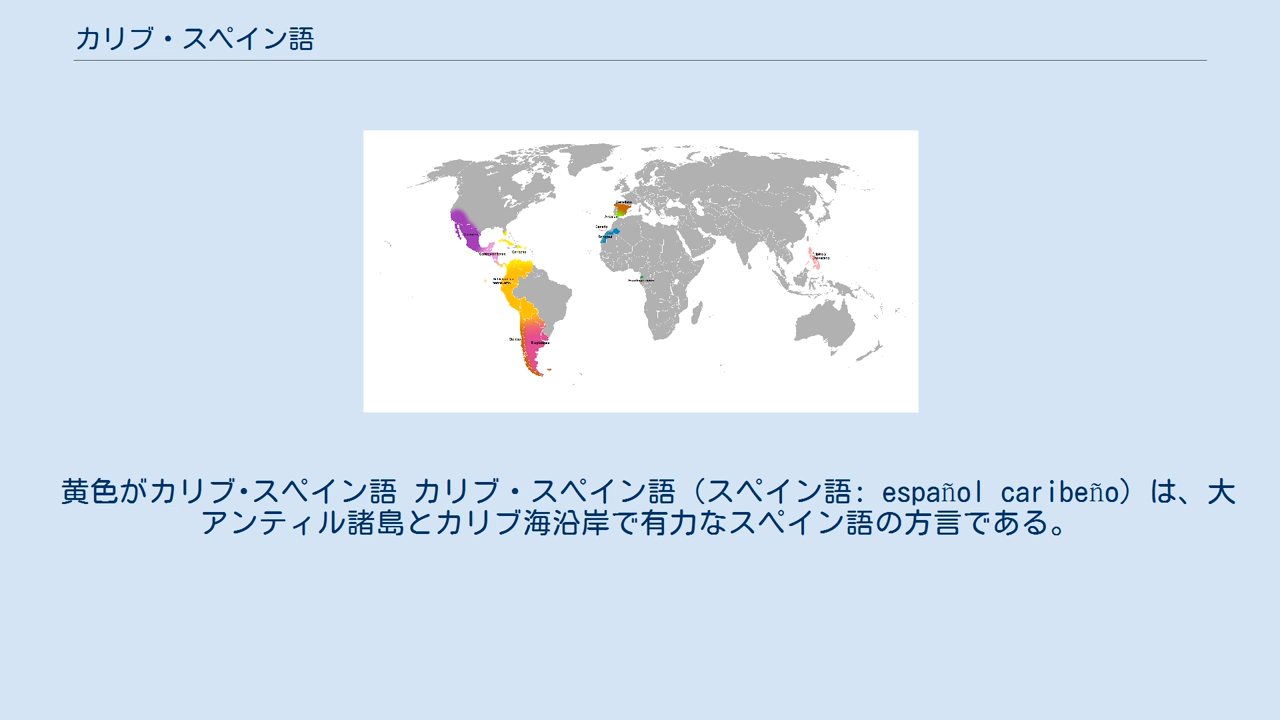 カリブ・スペイン語
黄色がカリブ･スペイン語 カリブ・スペイン語（スペイン語: español caribeño）は、大
アンティル諸島とカリブ海沿岸で有力なスペイン語の方言である。